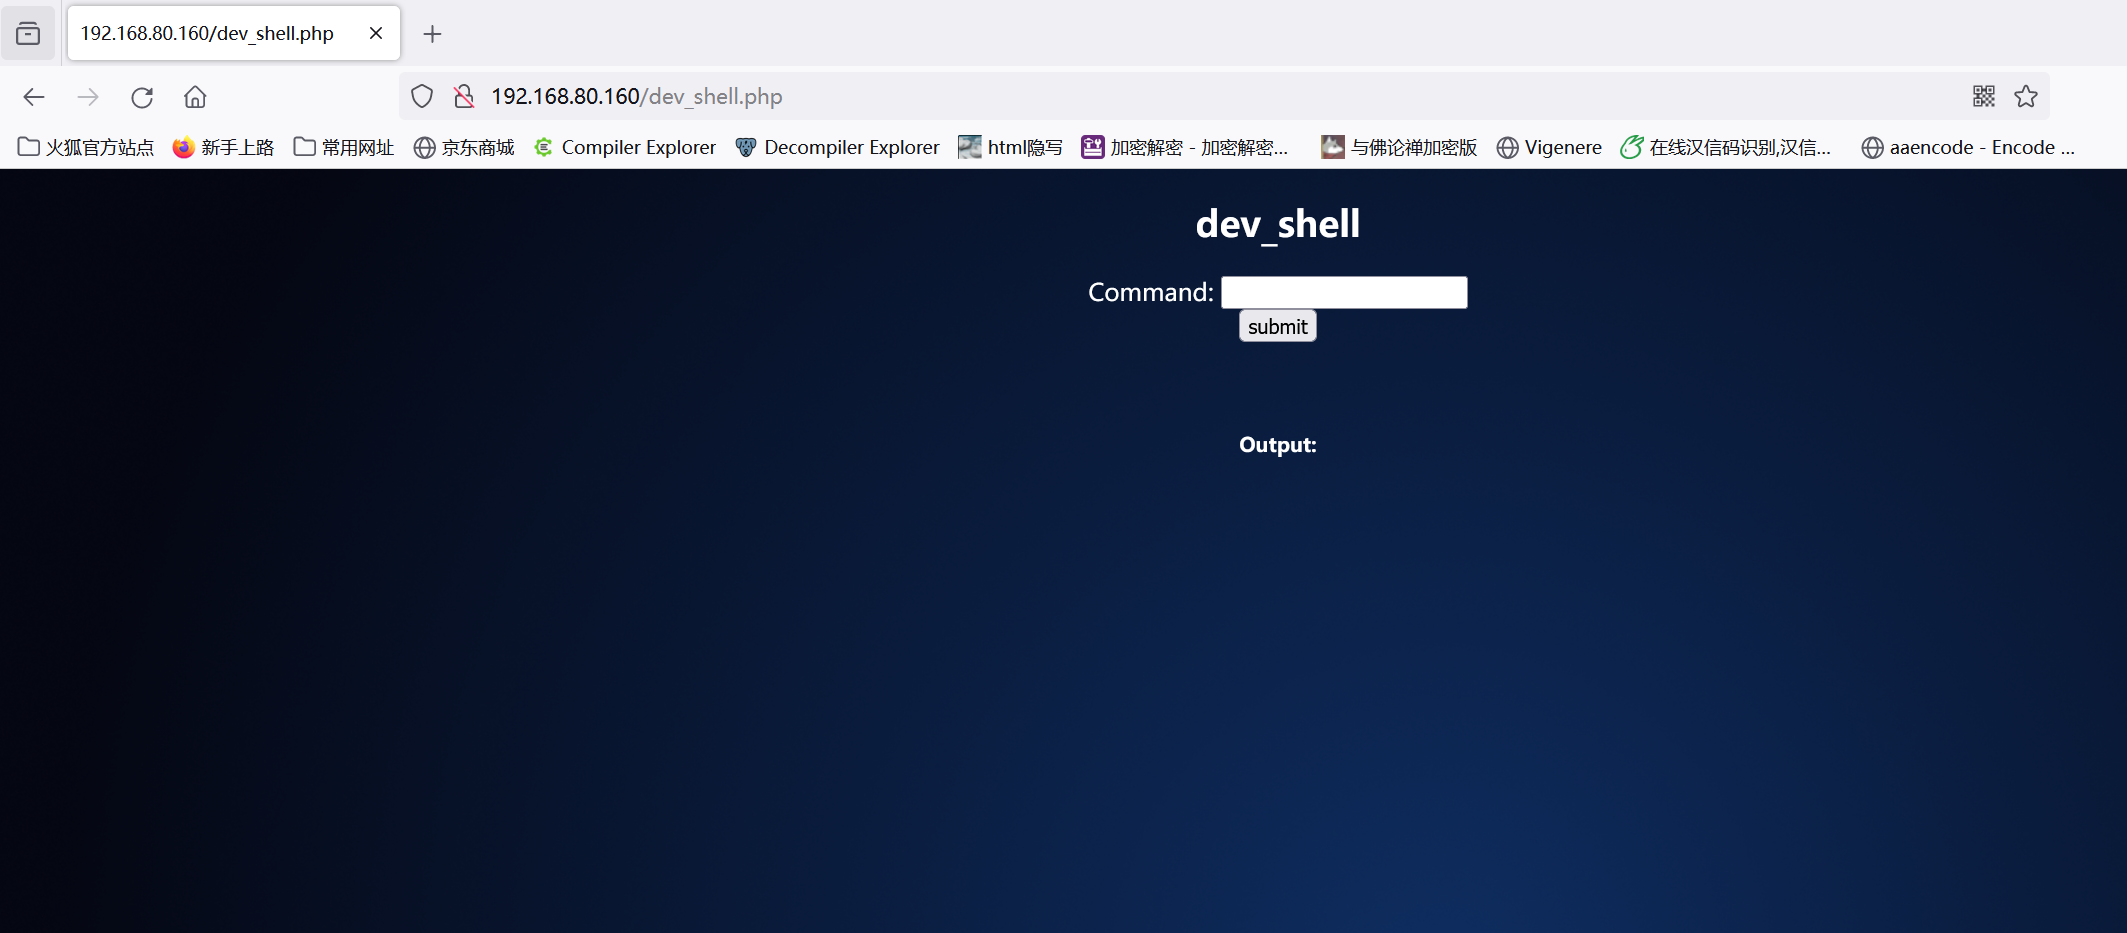 192.168.80.160/dev_shell.php
192.168.80.160/dev_shell.php
火狐官方站点 新手上路 常用网址 京东商城 Compiler Explorer Decompiler Explorer html隐写 加密解密 - 加密解密... 与佛论禅加密版 Vigenere 在线汉信码识别,汉信... aaencode - Encode ...
dev_shell
Command:
submit
Output: